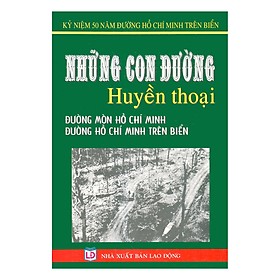 KỶ NIỆM 50 NĂM ĐƯỜNG HỒ CHÍ MINH TRÊN BIỂN
NHỮNG CON ĐƯỜNG
Huyền thoại
ĐƯỜNG MÒN HỒ CHÍ MINH
ĐƯỜNG HỒ CHÍ MINH TRÊN BIỂN
LĐ
NHÀ XUẤT BẢN LAO ĐỘNG